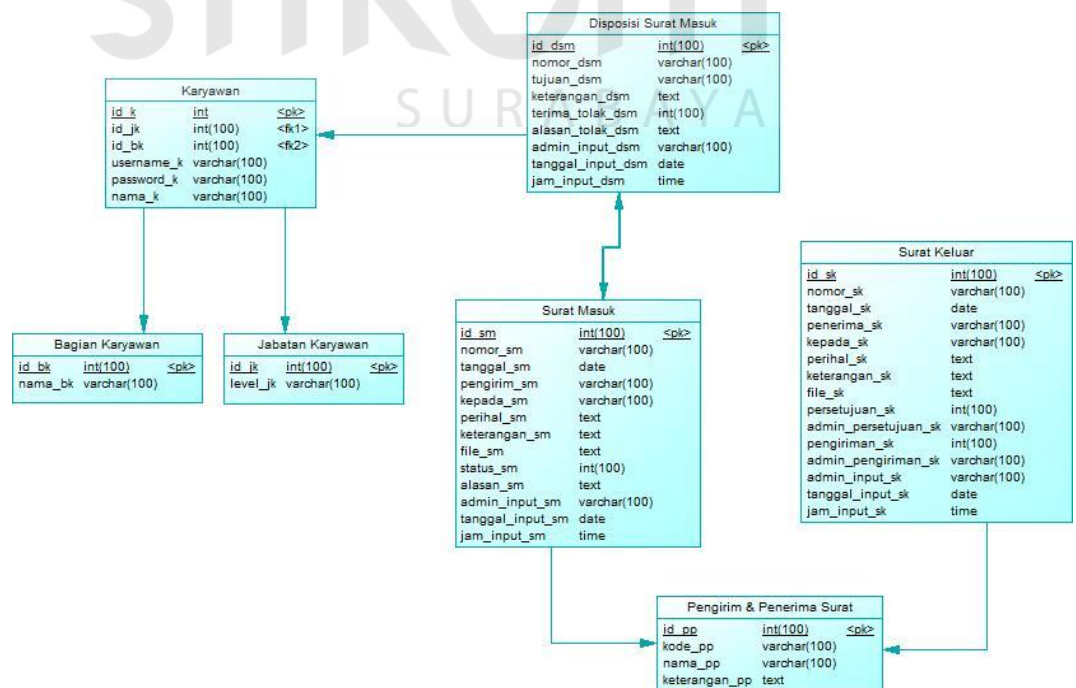 SURABAYA
Disposisi Surat Masuk
id_dsm int(100) <pk>
nomor_dsm varchar(100)
tujuan_dsm varchar(100)
keterangan_dsm text
terima_tolak_dsm int(100)
alasan_tolak_dsm text
admin_input_dsm varchar(100)
tanggal_input_dsm date
jam_input_dsm time
Karyawan
id_k int <pk>
id_jk int(100) <fk1>
id_bk int(100) <fk2>
username_k varchar(100)
password_k varchar(100)
nama_k varchar(100)
Bagian Karyawan
id_bk int(100) <pk>
nama_bk varchar(100)
Jabatan Karyawan
id_jk int(100) <pk>
level_jk varchar(100)
Surat Masuk
id_sm int(100) <pk>
nomor_sm varchar(100)
tanggal_sm date
pengirim_sm varchar(100)
kepada_sm varchar(100)
perihal_sm text
keterangan_sm text
file_sm text
status_sm int(100)
alasan_sm text
admin_input_sm varchar(100)
tanggal_input_sm date
jam_input_sm time
Surat Keluar
id_sk int(100) <pk>
nomor_sk varchar(100)
tanggal_sk date
penerima_sk varchar(100)
kepada_sk varchar(100)
perihal_sk text
keterangan_sk text
file_sk text
persetujuan_sk int(100)
admin_persetujuan_sk varchar(100)
pengiriman_sk int(100)
admin_pengiriman_sk varchar(100)
admin_input_sk varchar(100)
tanggal_input_sk date
jam_input_sk time
Pengirim & Penerima Surat
id_pp int(100) <pk>
kode_pp varchar(100)
nama_pp varchar(100)
keterangan_pp text